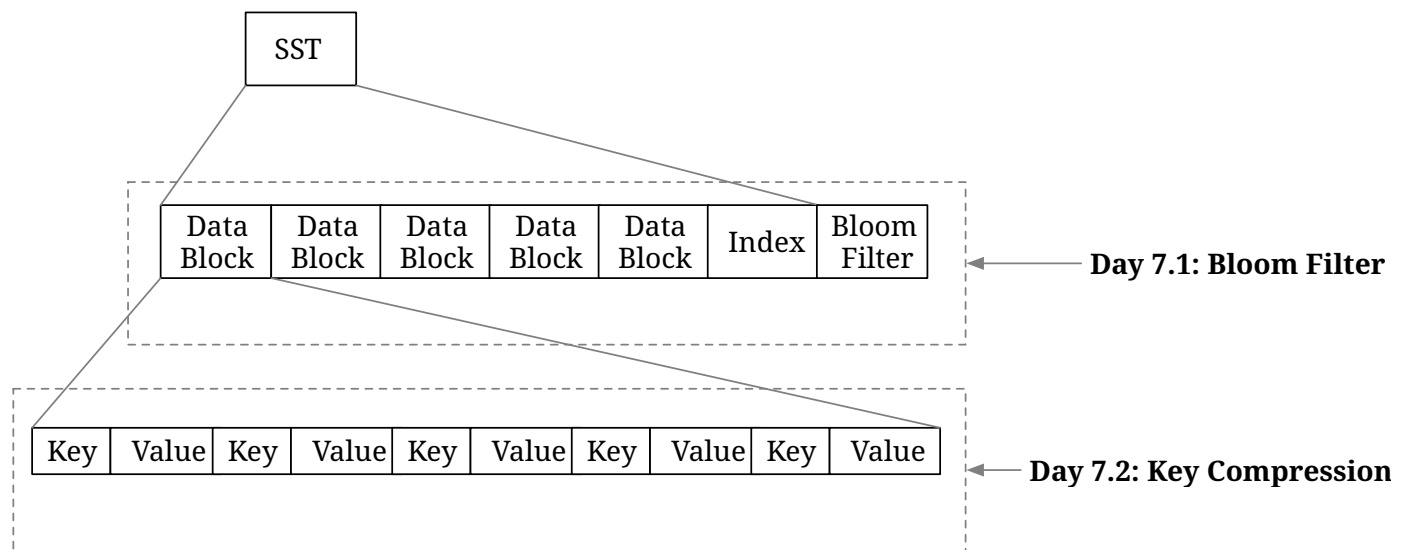 SST
Data Block
Data Block
Data Block
Data Block
Data Block
Index
Bloom Filter
Day 7.1: Bloom Filter
Key Value Key Value Key Value Key Value Key Value
Day 7.2: Key Compression